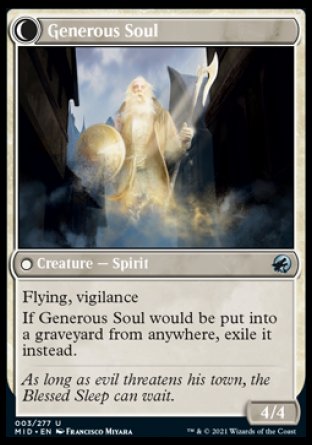 Generous Soul
Creature — Spirit
Flying, vigilance
If Generous Soul would be put into
a graveyard from anywhere, exile it
instead.
As long as evil threatens his town, the
Blessed Sleep can wait.
4/4
003/277 U
MID • EN Francisco Miyara
™ & © 2021 Wizards of the Coast